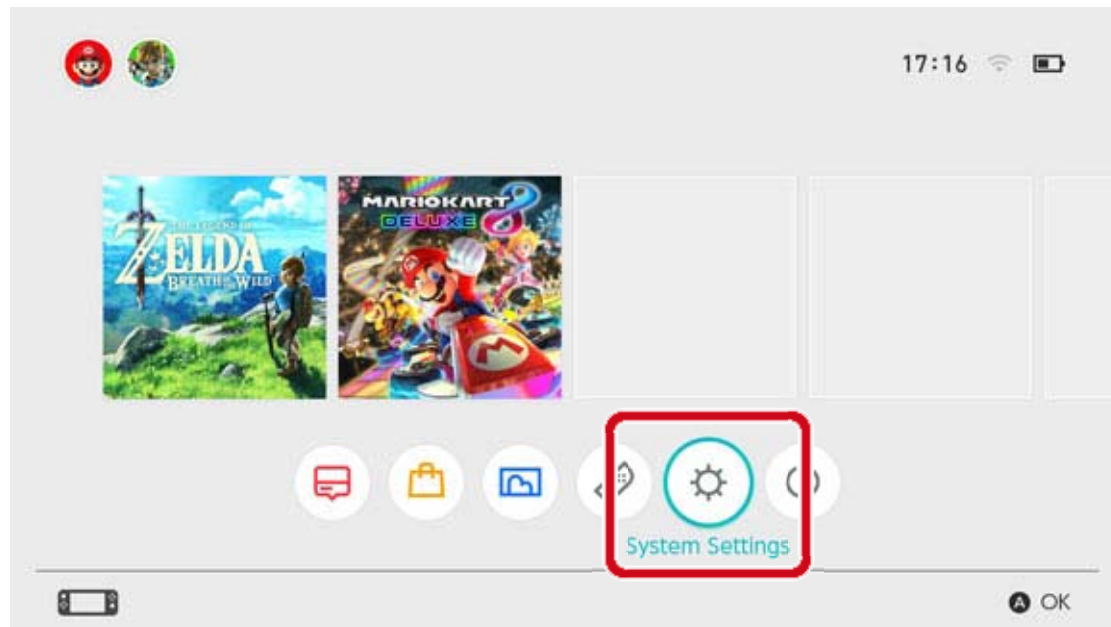 17:16
THE LEGEND OF
ZELDA
BREATH OF THE WILD
MARIOKART
DELUXE 8
M
System Settings
A OK